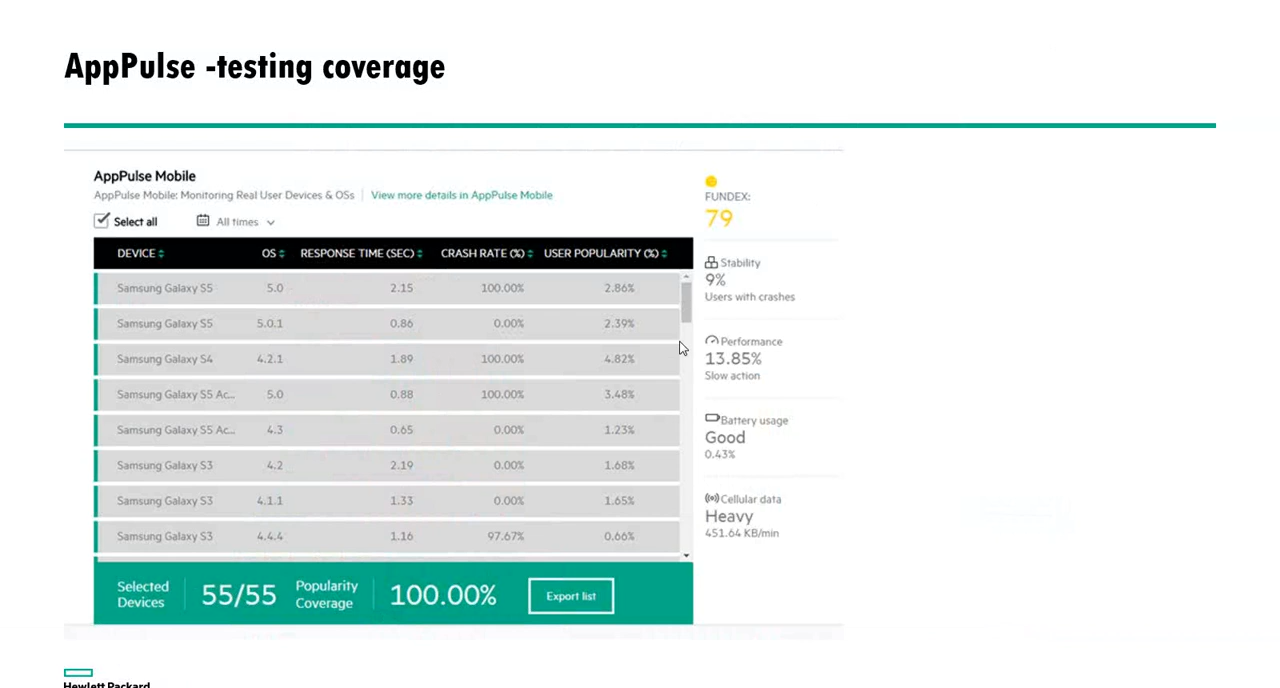 AppPulse -testing coverage
AppPulse Mobile
AppPulse Mobile: Monitoring Real User Devices & OSs View more details in AppPulse Mobile
Select all All times
DEVICE OS RESPONSE TIME (SEC) CRASH RATE (%) USER POPULARITY (%)
Samsung Galaxy S5 5.0 2.15 100.00% 2.86%
Samsung Galaxy S5 5.0.1 0.86 0.00% 2.39%
Samsung Galaxy S4 4.2.1 1.89 100.00% 4.82%
Samsung Galaxy S5 Ac... 5.0 0.88 100.00% 3.48%
Samsung Galaxy S5 Ac... 4.3 0.65 0.00% 1.23%
Samsung Galaxy S3 4.2 2.19 0.00% 1.68%
Samsung Galaxy S3 4.1.1 1.33 0.00% 1.65%
Samsung Galaxy S3 4.4.4 1.16 97.67% 0.66%
Selected
Devices
55/55
Popularity
Coverage
100.00%
Export list
FUNDEX:
79
Stability
9%
Users with crashes
Performance
13.85%
Slow action
Battery usage
Good
0.43%
Cellular data
Heavy
451.64 KB/min
Hewlett Packard